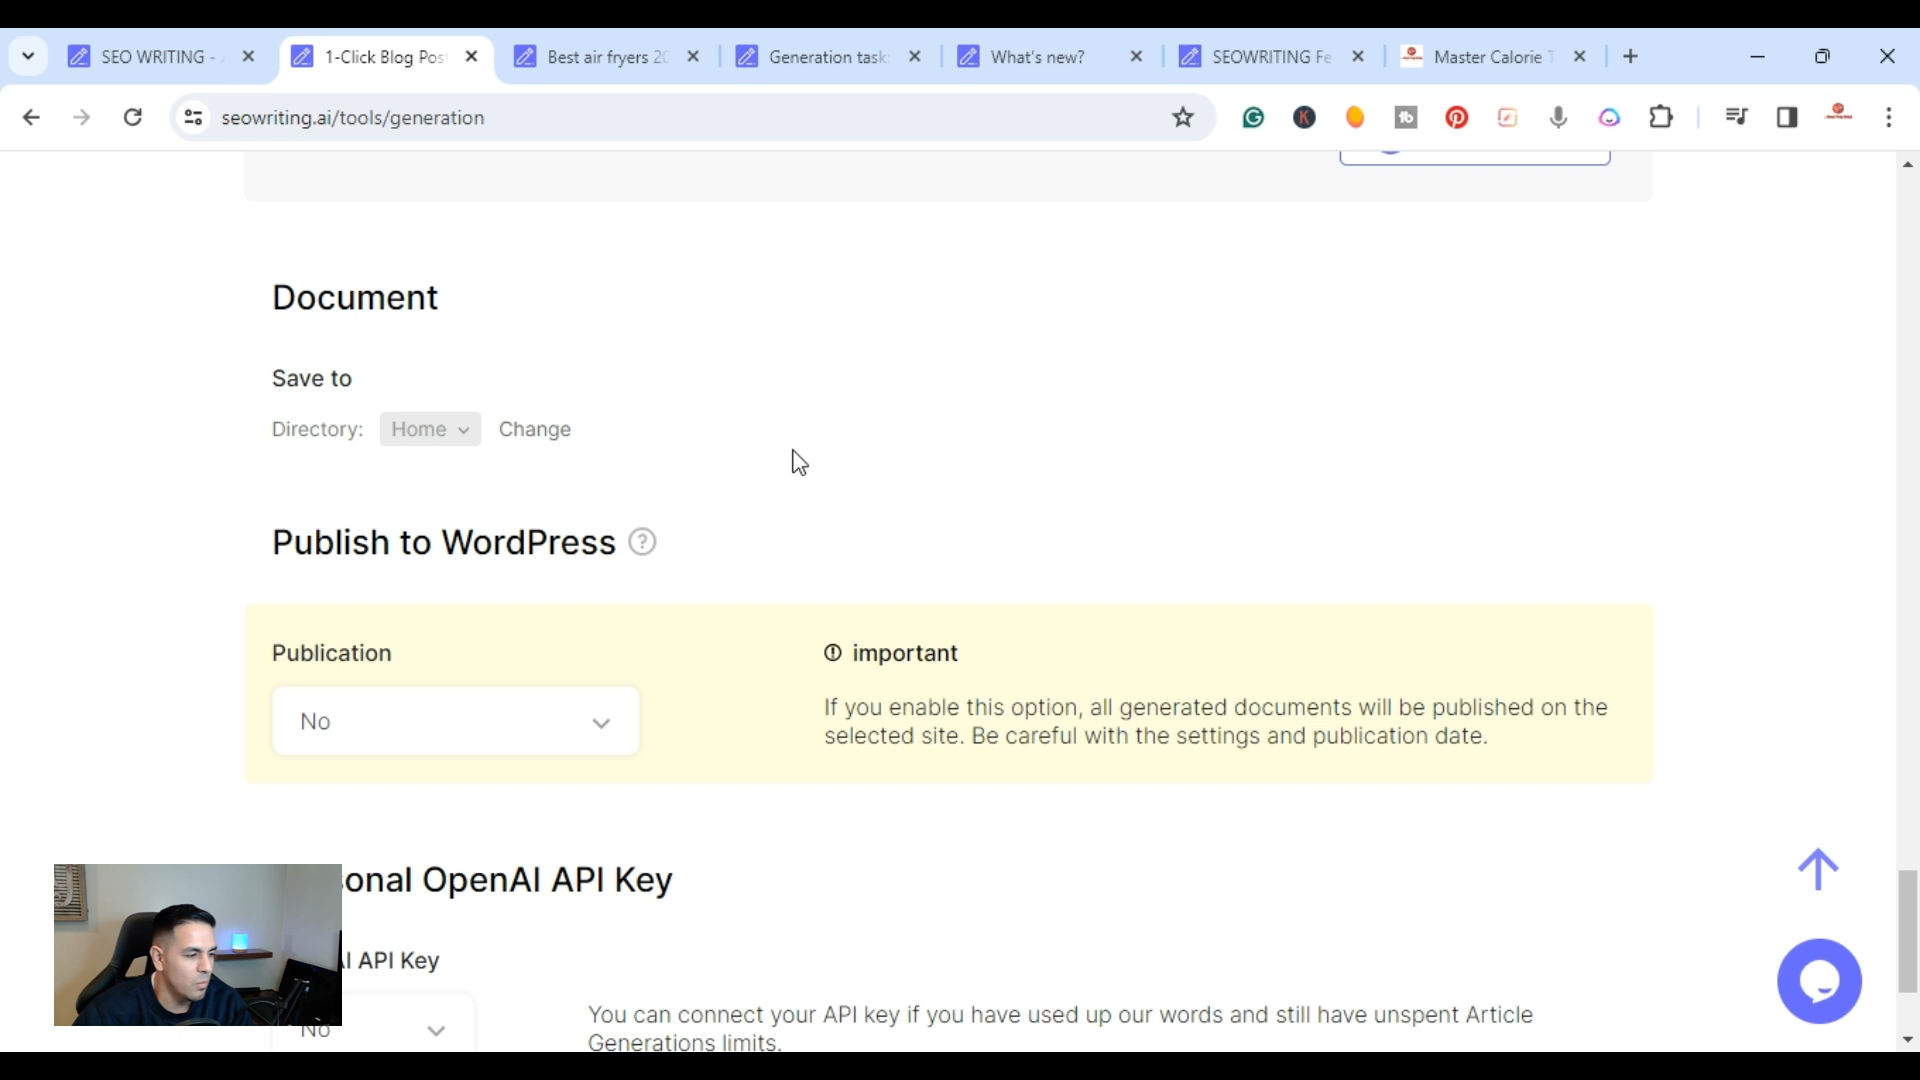 SEO WRITING -
1-Click Blog Pos
Best air fryers 20
Generation task
What's new?
SEOWRITING Fe
Master Calorie T
seowriting.ai/tools/generation
Document
Save to
Directory: Home Change
Publish to WordPress ?
Publication
important
No
If you enable this option, all generated documents will be published on the
selected site. Be careful with the settings and publication date.
onal OpenAI API Key
AI API Key
No
You can connect your API key if you have used up our words and still have unspent Article
Generations limits.